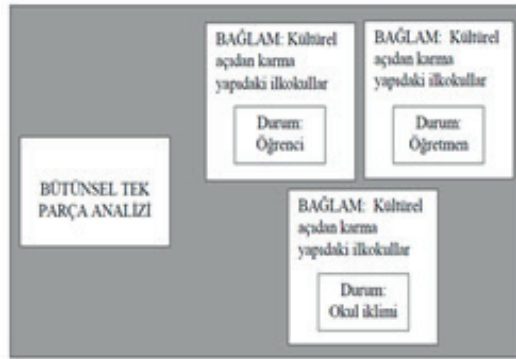 BAĞLAM: Kültürel
açıdan karma
yapıdaki ilkokullar
Durum:
Öğrenci
BAĞLAM: Kültürel
açıdan karma
yapıdaki ilkokullar
Durum:
Öğretmen
BÜTÜNSEL TEK
PARÇA ANALİZİ
BAĞLAM: Kültürel
açıdan karma
yapıdaki ilkokullar
Durum:
Okul iklimi